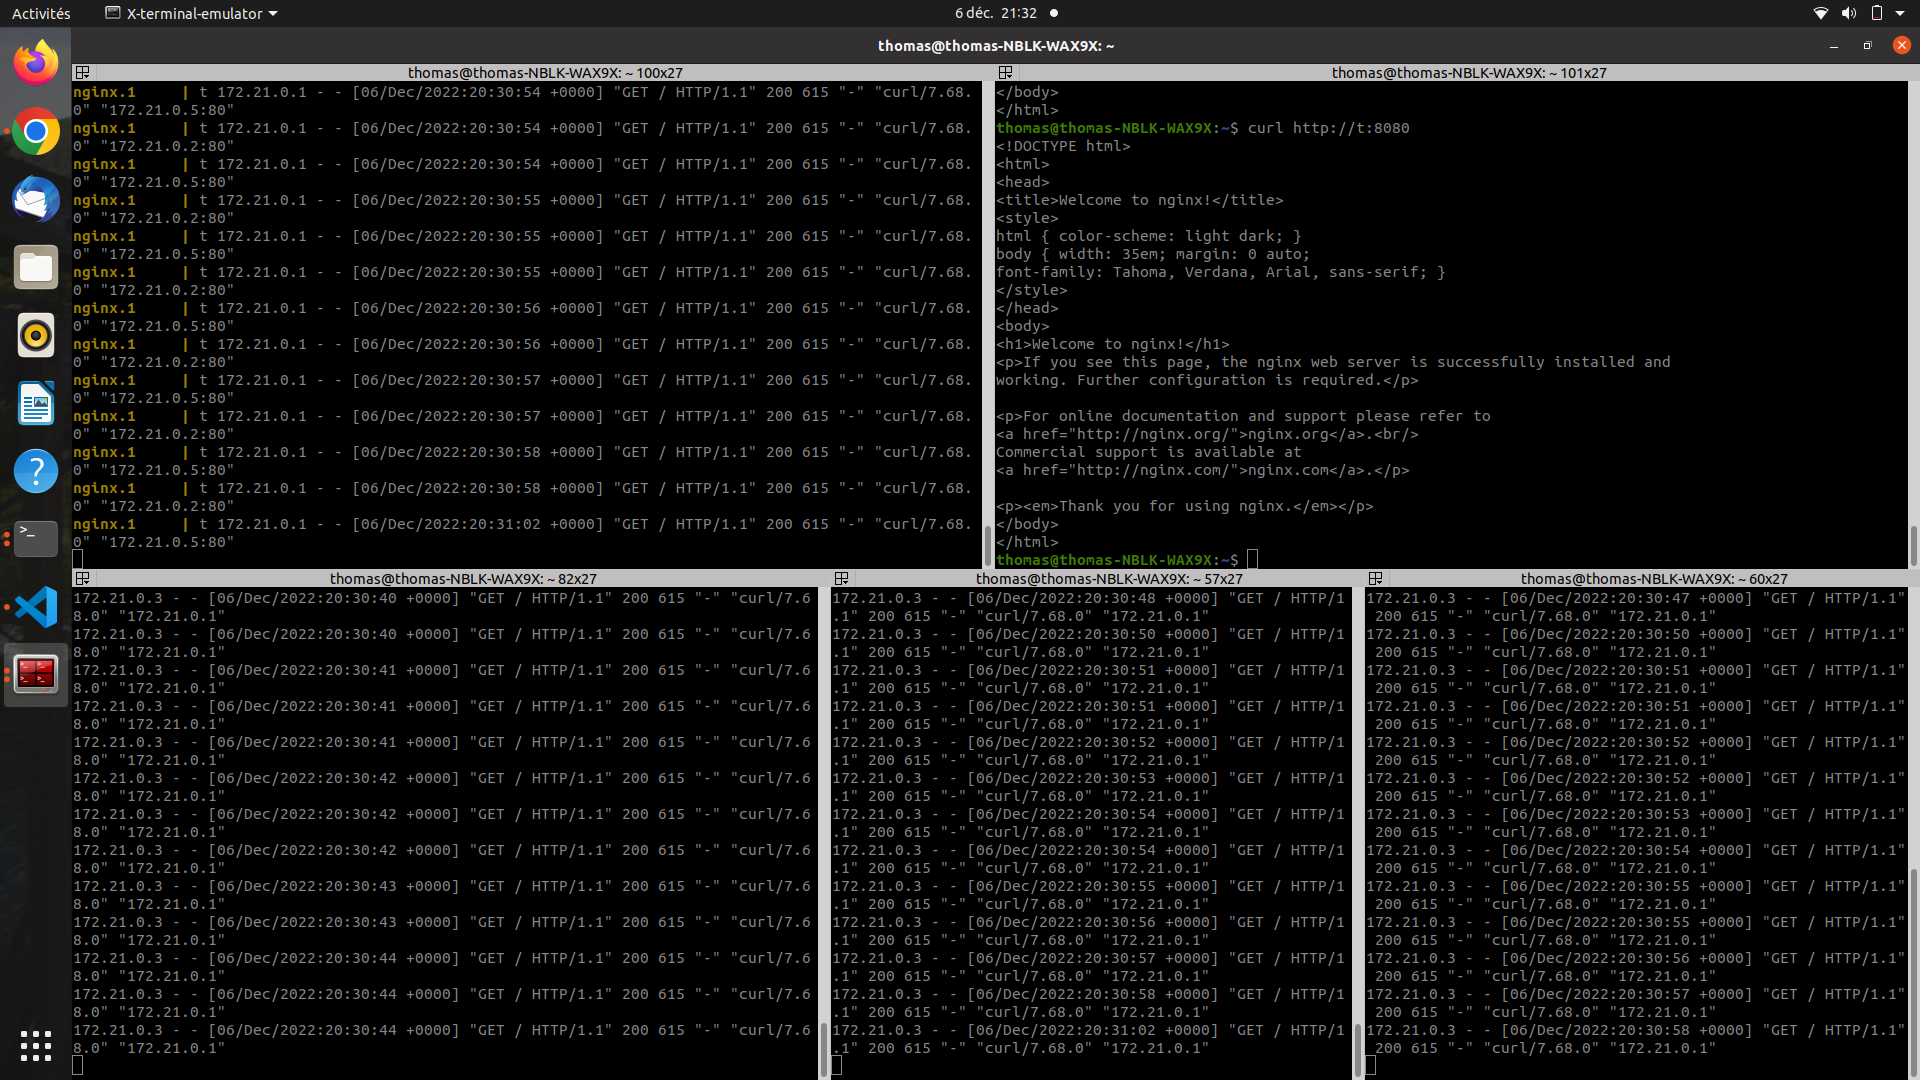 Activités
X-terminal-emulator
6 déc. 21:32
thomas@thomas-NBLK-WAX9X: ~
thomas@thomas-NBLK-WAX9X: ~ 100x27
nginx.1     | t 172.21.0.1 - - [06/Dec/2022:20:30:54 +0000] "GET / HTTP/1.1" 200 615 "-" "curl/7.68.
0" "172.21.0.5:80"
nginx.1     | t 172.21.0.1 - - [06/Dec/2022:20:30:54 +0000] "GET / HTTP/1.1" 200 615 "-" "curl/7.68.
0" "172.21.0.2:80"
nginx.1     | t 172.21.0.1 - - [06/Dec/2022:20:30:54 +0000] "GET / HTTP/1.1" 200 615 "-" "curl/7.68.
0" "172.21.0.5:80"
nginx.1     | t 172.21.0.1 - - [06/Dec/2022:20:30:55 +0000] "GET / HTTP/1.1" 200 615 "-" "curl/7.68.
0" "172.21.0.2:80"
nginx.1     | t 172.21.0.1 - - [06/Dec/2022:20:30:55 +0000] "GET / HTTP/1.1" 200 615 "-" "curl/7.68.
0" "172.21.0.5:80"
nginx.1     | t 172.21.0.1 - - [06/Dec/2022:20:30:55 +0000] "GET / HTTP/1.1" 200 615 "-" "curl/7.68.
0" "172.21.0.2:80"
nginx.1     | t 172.21.0.1 - - [06/Dec/2022:20:30:56 +0000] "GET / HTTP/1.1" 200 615 "-" "curl/7.68.
0" "172.21.0.5:80"
nginx.1     | t 172.21.0.1 - - [06/Dec/2022:20:30:56 +0000] "GET / HTTP/1.1" 200 615 "-" "curl/7.68.
0" "172.21.0.2:80"
nginx.1     | t 172.21.0.1 - - [06/Dec/2022:20:30:57 +0000] "GET / HTTP/1.1" 200 615 "-" "curl/7.68.
0" "172.21.0.5:80"
nginx.1     | t 172.21.0.1 - - [06/Dec/2022:20:30:57 +0000] "GET / HTTP/1.1" 200 615 "-" "curl/7.68.
0" "172.21.0.2:80"
nginx.1     | t 172.21.0.1 - - [06/Dec/2022:20:30:58 +0000] "GET / HTTP/1.1" 200 615 "-" "curl/7.68.
0" "172.21.0.5:80"
nginx.1     | t 172.21.0.1 - - [06/Dec/2022:20:30:58 +0000] "GET / HTTP/1.1" 200 615 "-" "curl/7.68.
0" "172.21.0.2:80"
nginx.1     | t 172.21.0.1 - - [06/Dec/2022:20:31:02 +0000] "GET / HTTP/1.1" 200 615 "-" "curl/7.68.
0" "172.21.0.5:80"
thomas@thomas-NBLK-WAX9X: ~ 101x27
</body>
</html>
thomas@thomas-NBLK-WAX9X:~$ curl http://t:8080
<!DOCTYPE html>
<html>
<head>
<title>Welcome to nginx!</title>
<style>
html { color-scheme: light dark; }
body { width: 35em; margin: 0 auto;
font-family: Tahoma, Verdana, Arial, sans-serif; }
</style>
</head>
<body>
<h1>Welcome to nginx!</h1>
<p>If you see this page, the nginx web server is successfully installed and
working. Further configuration is required.</p>
<p>For online documentation and support please refer to
<a href="http://nginx.org/">nginx.org</a>.<br/>
Commercial support is available at
<a href="http://nginx.com/">nginx.com</a>.</p>
<p><em>Thank you for using nginx.</em></p>
</body>
</html>
thomas@thomas-NBLK-WAX9X:~$
thomas@thomas-NBLK-WAX9X: ~ 82x27
172.21.0.3 - - [06/Dec/2022:20:30:40 +0000] "GET / HTTP/1.1" 200 615 "-" "curl/7.6
8.0" "172.21.0.1"
172.21.0.3 - - [06/Dec/2022:20:30:40 +0000] "GET / HTTP/1.1" 200 615 "-" "curl/7.6
8.0" "172.21.0.1"
172.21.0.3 - - [06/Dec/2022:20:30:41 +0000] "GET / HTTP/1.1" 200 615 "-" "curl/7.6
8.0" "172.21.0.1"
172.21.0.3 - - [06/Dec/2022:20:30:41 +0000] "GET / HTTP/1.1" 200 615 "-" "curl/7.6
8.0" "172.21.0.1"
172.21.0.3 - - [06/Dec/2022:20:30:41 +0000] "GET / HTTP/1.1" 200 615 "-" "curl/7.6
8.0" "172.21.0.1"
172.21.0.3 - - [06/Dec/2022:20:30:42 +0000] "GET / HTTP/1.1" 200 615 "-" "curl/7.6
8.0" "172.21.0.1"
172.21.0.3 - - [06/Dec/2022:20:30:42 +0000] "GET / HTTP/1.1" 200 615 "-" "curl/7.6
8.0" "172.21.0.1"
172.21.0.3 - - [06/Dec/2022:20:30:42 +0000] "GET / HTTP/1.1" 200 615 "-" "curl/7.6
8.0" "172.21.0.1"
172.21.0.3 - - [06/Dec/2022:20:30:43 +0000] "GET / HTTP/1.1" 200 615 "-" "curl/7.6
8.0" "172.21.0.1"
172.21.0.3 - - [06/Dec/2022:20:30:43 +0000] "GET / HTTP/1.1" 200 615 "-" "curl/7.6
8.0" "172.21.0.1"
172.21.0.3 - - [06/Dec/2022:20:30:44 +0000] "GET / HTTP/1.1" 200 615 "-" "curl/7.6
8.0" "172.21.0.1"
172.21.0.3 - - [06/Dec/2022:20:30:44 +0000] "GET / HTTP/1.1" 200 615 "-" "curl/7.6
8.0" "172.21.0.1"
172.21.0.3 - - [06/Dec/2022:20:30:44 +0000] "GET / HTTP/1.1" 200 615 "-" "curl/7.6
8.0" "172.21.0.1"
thomas@thomas-NBLK-WAX9X: ~ 57x27
172.21.0.3 - - [06/Dec/2022:20:30:48 +0000] "GET / HTTP/1
.1" 200 615 "-" "curl/7.68.0" "172.21.0.1"
172.21.0.3 - - [06/Dec/2022:20:30:50 +0000] "GET / HTTP/1
.1" 200 615 "-" "curl/7.68.0" "172.21.0.1"
172.21.0.3 - - [06/Dec/2022:20:30:51 +0000] "GET / HTTP/1
.1" 200 615 "-" "curl/7.68.0" "172.21.0.1"
172.21.0.3 - - [06/Dec/2022:20:30:51 +0000] "GET / HTTP/1
.1" 200 615 "-" "curl/7.68.0" "172.21.0.1"
172.21.0.3 - - [06/Dec/2022:20:30:52 +0000] "GET / HTTP/1
.1" 200 615 "-" "curl/7.68.0" "172.21.0.1"
172.21.0.3 - - [06/Dec/2022:20:30:53 +0000] "GET / HTTP/1
.1" 200 615 "-" "curl/7.68.0" "172.21.0.1"
172.21.0.3 - - [06/Dec/2022:20:30:54 +0000] "GET / HTTP/1
.1" 200 615 "-" "curl/7.68.0" "172.21.0.1"
172.21.0.3 - - [06/Dec/2022:20:30:54 +0000] "GET / HTTP/1
.1" 200 615 "-" "curl/7.68.0" "172.21.0.1"
172.21.0.3 - - [06/Dec/2022:20:30:55 +0000] "GET / HTTP/1
.1" 200 615 "-" "curl/7.68.0" "172.21.0.1"
172.21.0.3 - - [06/Dec/2022:20:30:56 +0000] "GET / HTTP/1
.1" 200 615 "-" "curl/7.68.0" "172.21.0.1"
172.21.0.3 - - [06/Dec/2022:20:30:57 +0000] "GET / HTTP/1
.1" 200 615 "-" "curl/7.68.0" "172.21.0.1"
172.21.0.3 - - [06/Dec/2022:20:30:58 +0000] "GET / HTTP/1
.1" 200 615 "-" "curl/7.68.0" "172.21.0.1"
172.21.0.3 - - [06/Dec/2022:20:31:02 +0000] "GET / HTTP/1
.1" 200 615 "-" "curl/7.68.0" "172.21.0.1"
thomas@thomas-NBLK-WAX9X: ~ 60x27
172.21.0.3 - - [06/Dec/2022:20:30:47 +0000] "GET / HTTP/1.1"
200 615 "-" "curl/7.68.0" "172.21.0.1"
172.21.0.3 - - [06/Dec/2022:20:30:50 +0000] "GET / HTTP/1.1"
200 615 "-" "curl/7.68.0" "172.21.0.1"
172.21.0.3 - - [06/Dec/2022:20:30:51 +0000] "GET / HTTP/1.1"
200 615 "-" "curl/7.68.0" "172.21.0.1"
172.21.0.3 - - [06/Dec/2022:20:30:51 +0000] "GET / HTTP/1.1"
200 615 "-" "curl/7.68.0" "172.21.0.1"
172.21.0.3 - - [06/Dec/2022:20:30:52 +0000] "GET / HTTP/1.1"
200 615 "-" "curl/7.68.0" "172.21.0.1"
172.21.0.3 - - [06/Dec/2022:20:30:52 +0000] "GET / HTTP/1.1"
200 615 "-" "curl/7.68.0" "172.21.0.1"
172.21.0.3 - - [06/Dec/2022:20:30:53 +0000] "GET / HTTP/1.1"
200 615 "-" "curl/7.68.0" "172.21.0.1"
172.21.0.3 - - [06/Dec/2022:20:30:54 +0000] "GET / HTTP/1.1"
200 615 "-" "curl/7.68.0" "172.21.0.1"
172.21.0.3 - - [06/Dec/2022:20:30:55 +0000] "GET / HTTP/1.1"
200 615 "-" "curl/7.68.0" "172.21.0.1"
172.21.0.3 - - [06/Dec/2022:20:30:55 +0000] "GET / HTTP/1.1"
200 615 "-" "curl/7.68.0" "172.21.0.1"
172.21.0.3 - - [06/Dec/2022:20:30:56 +0000] "GET / HTTP/1.1"
200 615 "-" "curl/7.68.0" "172.21.0.1"
172.21.0.3 - - [06/Dec/2022:20:30:57 +0000] "GET / HTTP/1.1"
200 615 "-" "curl/7.68.0" "172.21.0.1"
172.21.0.3 - - [06/Dec/2022:20:30:58 +0000] "GET / HTTP/1.1"
200 615 "-" "curl/7.68.0" "172.21.0.1"